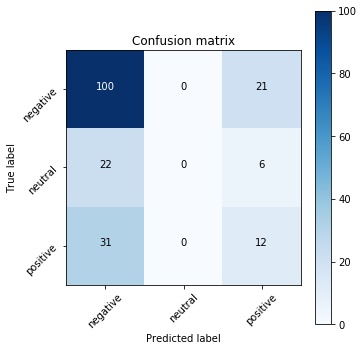 Confusion matrix
100
negative
100 0 21
80
60
neutral
22 0 6
True label
40
positive
31 0 12
20
0
negative
neutral
positive
Predicted label